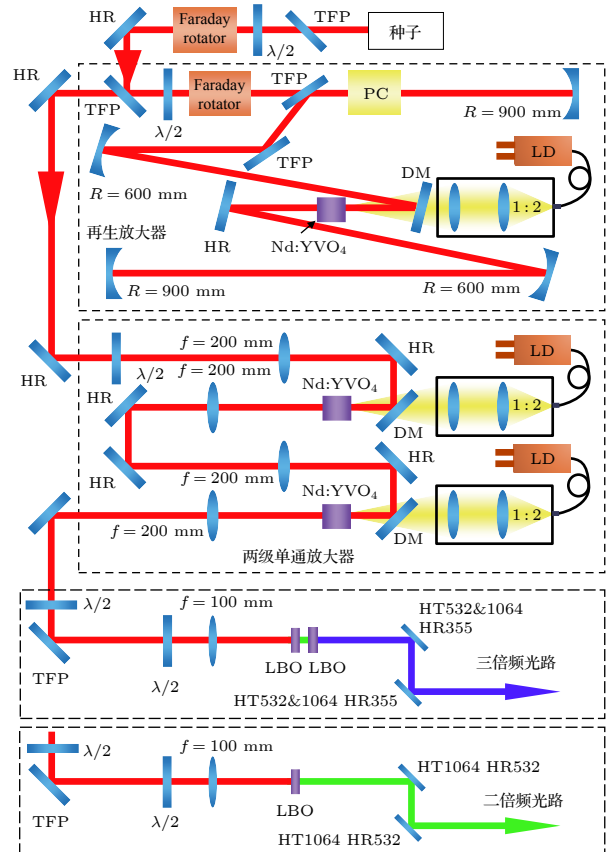 HR
Faraday
rotator
λ/2
TFP
种子
HR
TFP
λ/2
Faraday
rotator
TFP
PC
R = 900 mm
TFP
R = 600 mm
DM
LD
1:2
HR
Nd:YVO₄
再生放大器
R = 900 mm
R = 600 mm
HR
λ/2
f = 200 mm
f = 200 mm
HR
LD
Nd:YVO₄
1:2
HR
DM
HR
f = 200 mm
HR
LD
Nd:YVO₄
1:2
f = 200 mm
DM
两级单通放大器
λ/2
TFP
λ/2
f = 100 mm
LBO
LBO
HT532&1064
HR355
三倍频光路
HT532&1064 HR355
λ/2
TFP
λ/2
f = 100 mm
LBO
HT1064 HR532
二倍频光路
HT1064 HR532